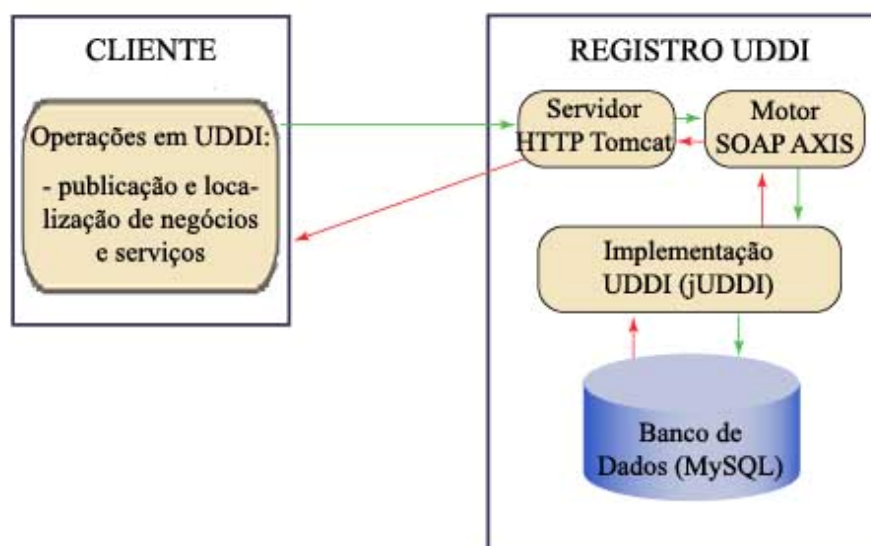 CLIENTE
Operações em UDDI:
- publicação e loca-
lização de negócios
e serviços
REGISTRO UDDI
Servidor
HTTP Tomcat
Motor
SOAP AXIS
Implementação
UDDI (jUDDI)
Banco de
Dados (MySQL)